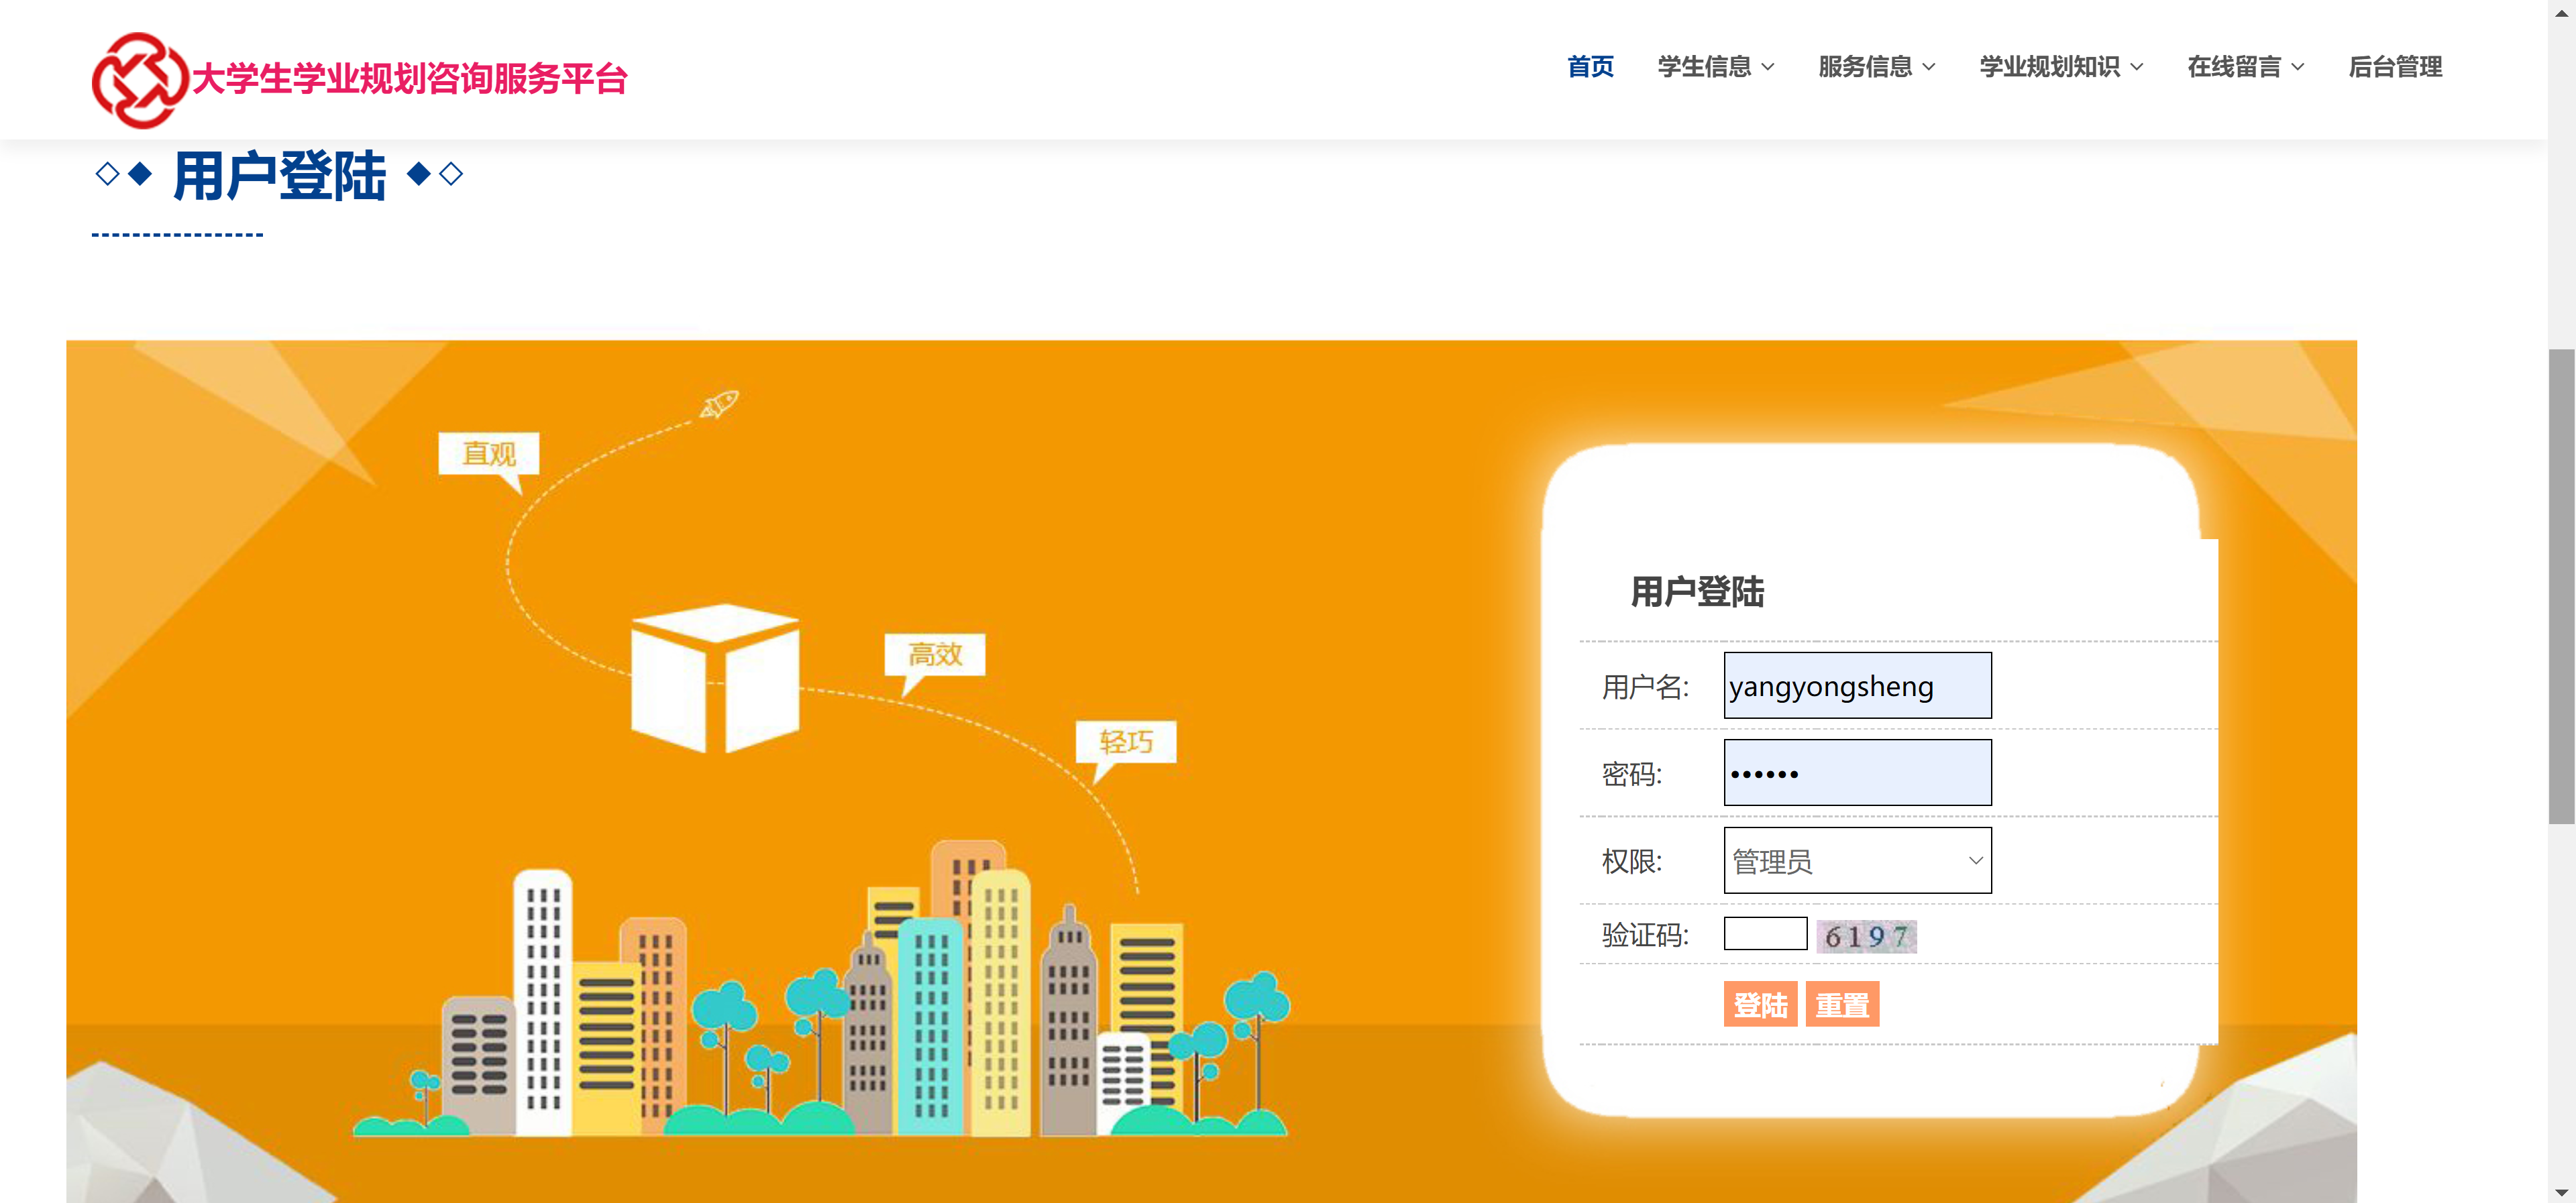 大学生学业规划咨询服务平台
首页 学生信息 服务信息 学业规划知识 在线留言 后台管理
用户登陆
直观
高效
轻巧
用户登陆
用户名: yangyongsheng
密码: ••••••
权限: 管理员
验证码: 6197
登陆 重置